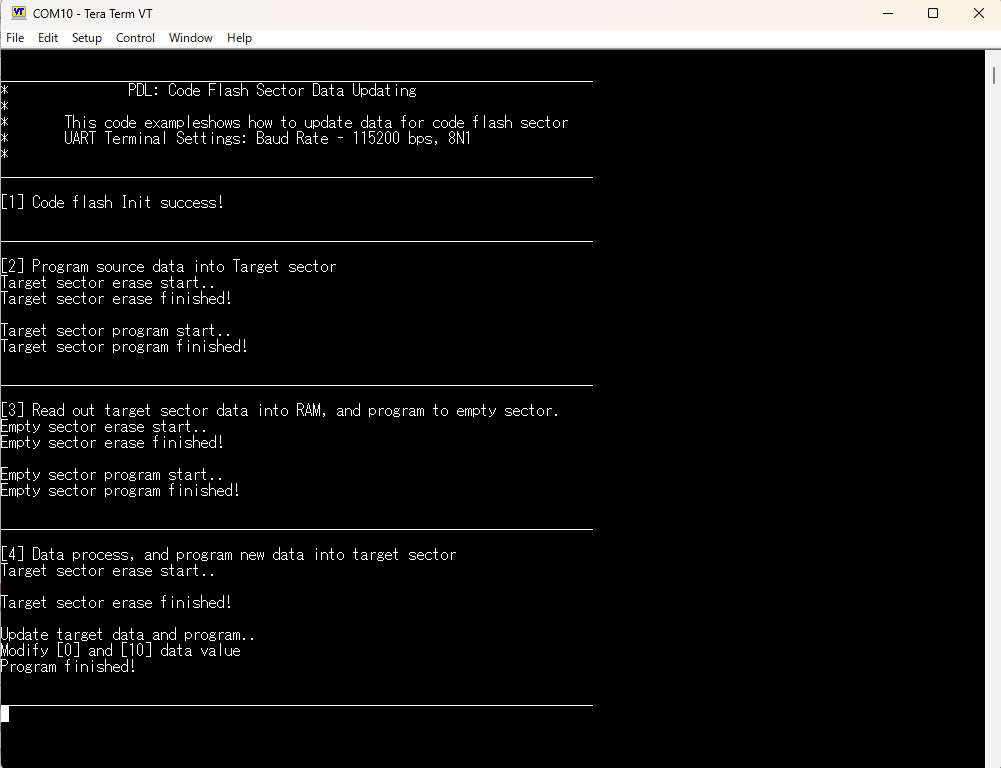 COM10 - Tera Term VT
File Edit Setup Control Window Help
* PDL: Code Flash Sector Data Updating
*
* This code exampleshows how to update data for code flash sector
* UART Terminal Settings: Baud Rate - 115200 bps, 8N1
*
[1] Code flash Init success!
[2] Program source data into Target sector
Target sector erase start..
Target sector erase finished!
Target sector program start..
Target sector program finished!
[3] Read out target sector data into RAM, and program to empty sector.
Empty sector erase start..
Empty sector erase finished!
Empty sector program start..
Empty sector program finished!
[4] Data process, and program new data into target sector
Target sector erase start..
Target sector erase finished!
Update target data and program..
Modify [0] and [10] data value
Program finished!